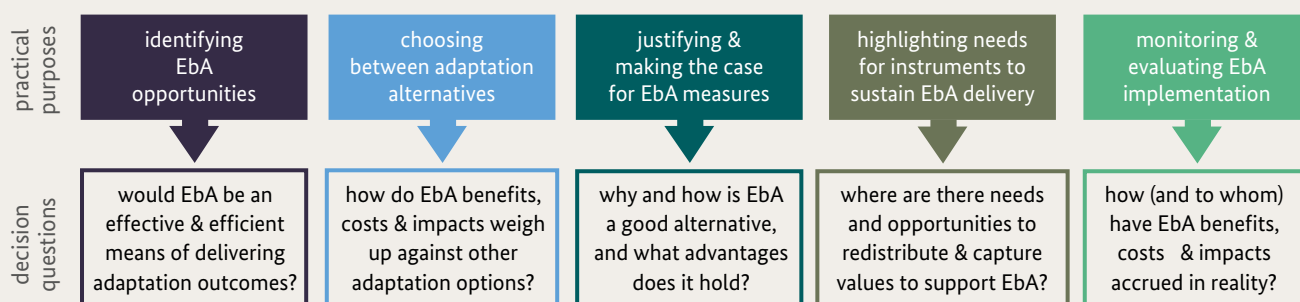 practical
purposes
identifying
EbA
opportunities
choosing
between adaptation
alternatives
justifying &
making the case
for EbA measures
highlighting needs
for instruments to
sustain EbA delivery
monitoring &
evaluating EbA
implementation
decision
questions
would EbA be an
effective & efficient
means of delivering
adaptation outcomes?
how do EbA benefits,
costs & impacts weigh
up against other
adaptation options?
why and how is EbA
a good alternative,
and what advantages
does it hold?
where are there needs
and opportunities to
redistribute & capture
values to support EbA?
how (and to whom)
have EbA benefits,
costs & impacts
accrued in reality?